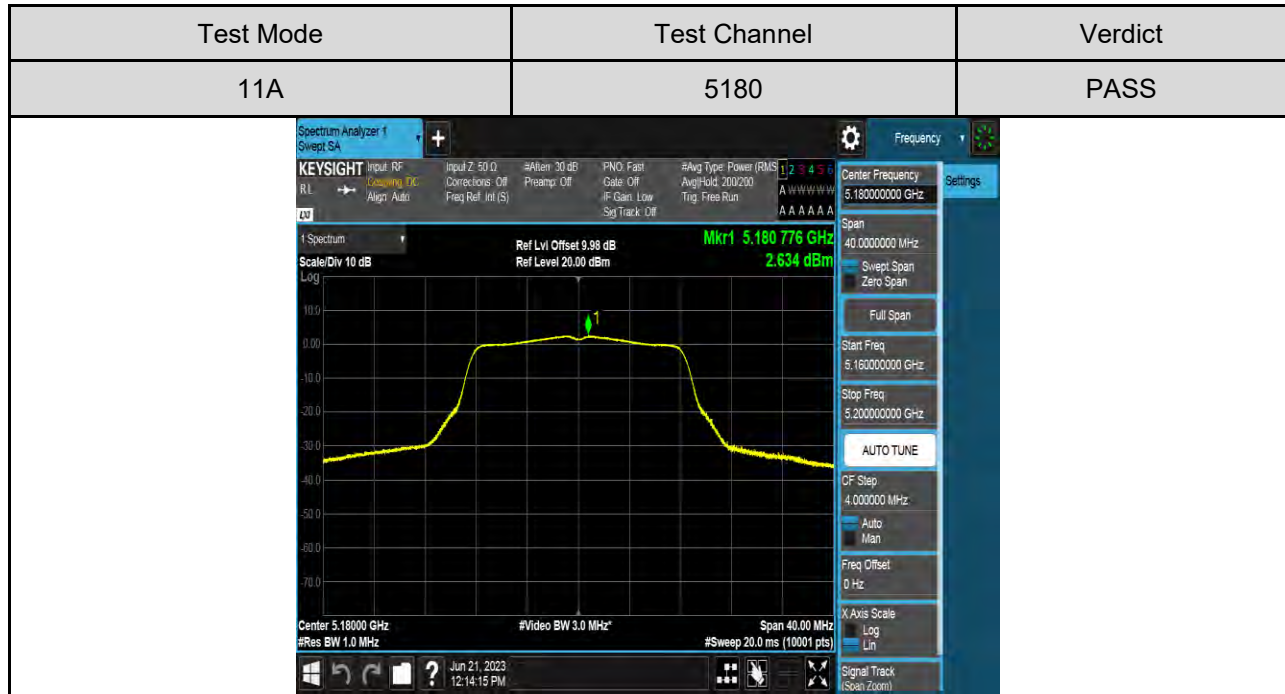 Test Mode Test Channel Verdict
11A 5180 PASS
Spectrum Analyzer 1
Swept SA
+
Frequency
KEYSIGHT
RL
LXI
Input: RF
Coupling: DC
Align: Auto
Input Z: 50 Ω
Corrections: Off
Freq Ref: Int (S)
#Atten: 30 dB
Preamp: Off
PNO: Fast
Gate: Off
IF Gain: Low
Sig Track: Off
#Avg Type: Power (RMS
Avg|Hold: 200/200
Trig: Free Run
1 2 3 4 5 6
A W W W W W
A A A A A A
1 Spectrum
Scale/Div 10 dB
Ref Lvl Offset 9.98 dB
Ref Level 20.00 dBm
Mkr1 5.180 776 GHz
2.634 dBm
Log
10.0
0.00
-10.0
-20.0
-30.0
-40.0
-50.0
-60.0
-70.0
1
Center 5.18000 GHz
#Res BW 1.0 MHz
#Video BW 3.0 MHz*
Span 40.00 MHz
#Sweep 20.0 ms (10001 pts)
?
Jun 21, 2023
12:14:15 PM
Center Frequency
5.180000000 GHz
Settings
Span
40.0000000 MHz
Swept Span
Zero Span
Full Span
Start Freq
5.160000000 GHz
Stop Freq
5.200000000 GHz
AUTO TUNE
CF Step
4.000000 MHz
Auto
Man
Freq Offset
0 Hz
X Axis Scale
Log
Lin
Signal Track
(Span Zoom)